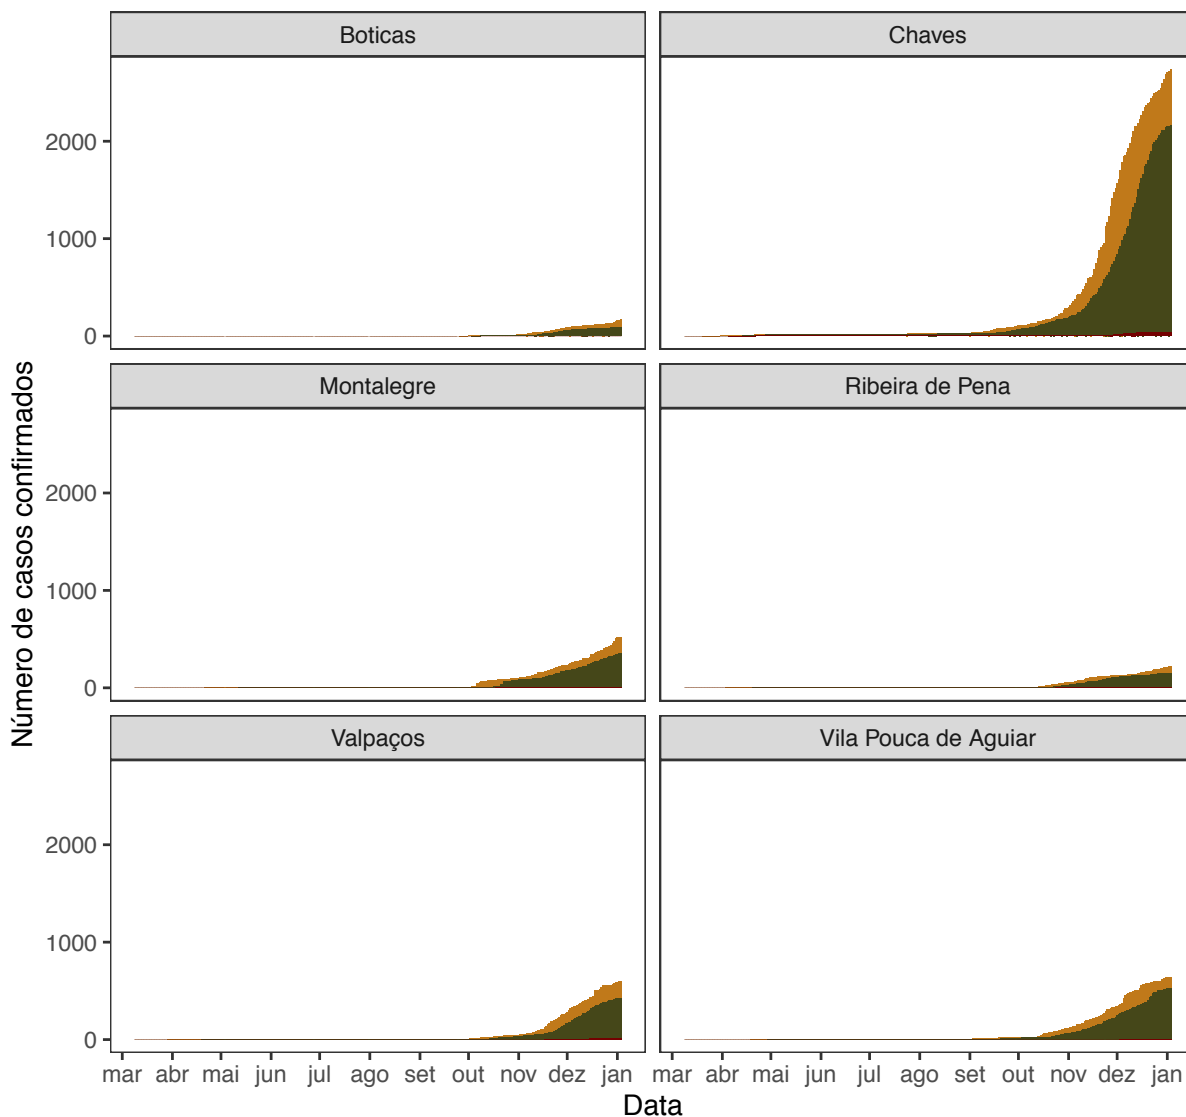 Boticas
Chaves
2000
1000
0
Montalegre
Ribeira de Pena
2000
1000
0
Valpaços
Vila Pouca de Aguiar
2000
1000
0
mar abr mai jun jul ago set out nov dez jan
mar abr mai jun jul ago set out nov dez jan
Data
Número de casos confirmados